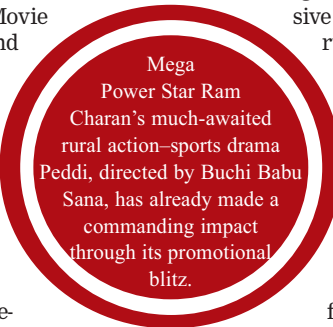 Movie
nd
sive
r
Mega
Power Star Ram
Charan's much-awaited
rural action–sports drama
Peddi, directed by Buchi Babu
Sana, has already made a
commanding impact
through its promotional
blitz.
e-
f